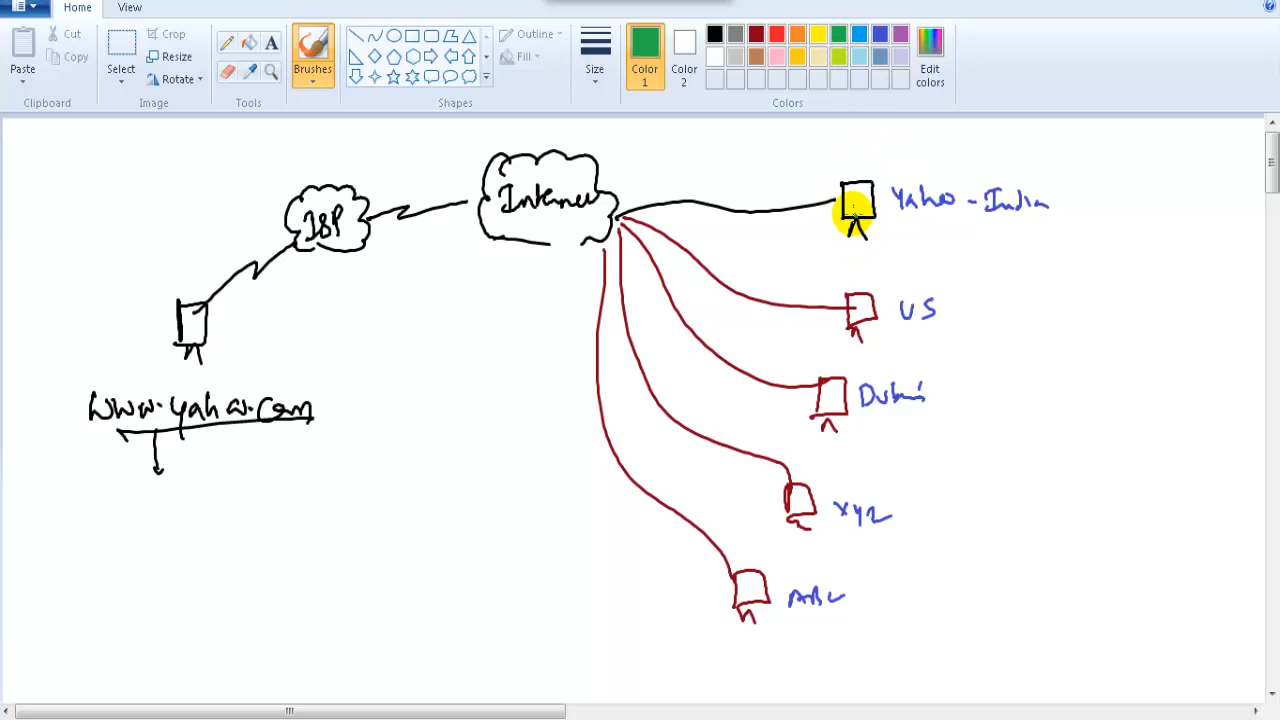 Home View
Paste
Cut
Copy
Select
Resize
Rotate
Brushes
Outline
Fill
Size
Color 1
Color 2
Edit colors
Clipboard Image Tools Shapes Colors
ISP
Internet
Yahoo - India
US
Dubai
XYZ
ABC
www.yahoo.com